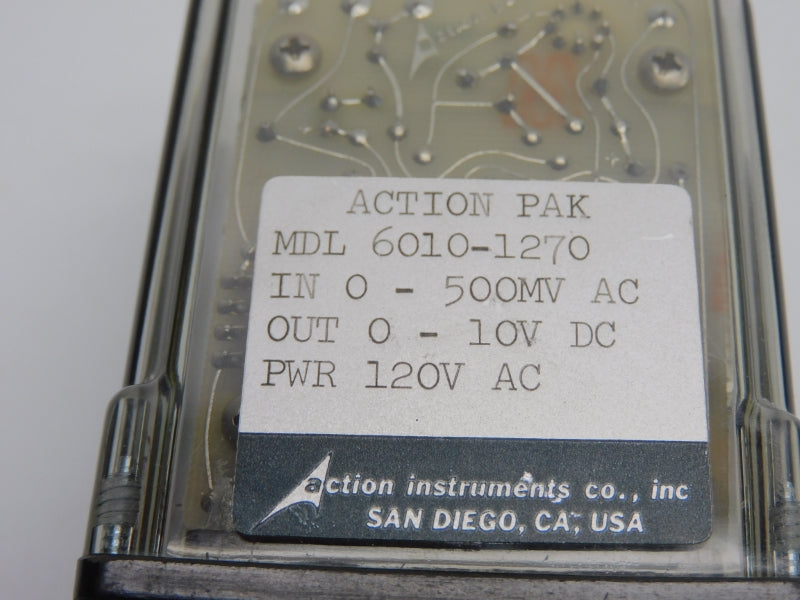 ACTION PAK
MDL 6010-1270
IN 0 - 500MV AC
OUT 0 - 10V DC
PWR 120V AC
action instruments co., inc
SAN DIEGO, CA, USA